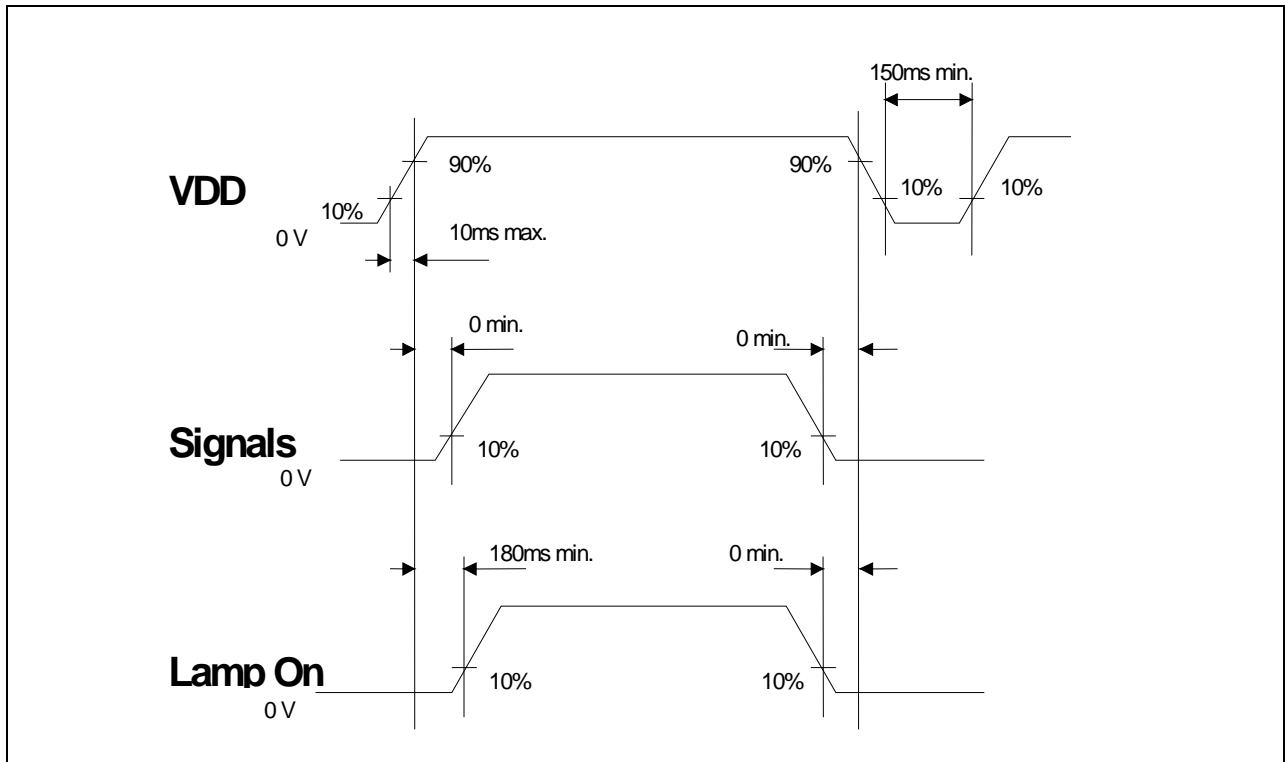 150ms min.
VDD
90%
90%
10%
10%
10%
0 V
10ms max.
0 min.
0 min.
Signals
10%
10%
0 V
180ms min.
0 min.
Lamp On
10%
10%
0 V